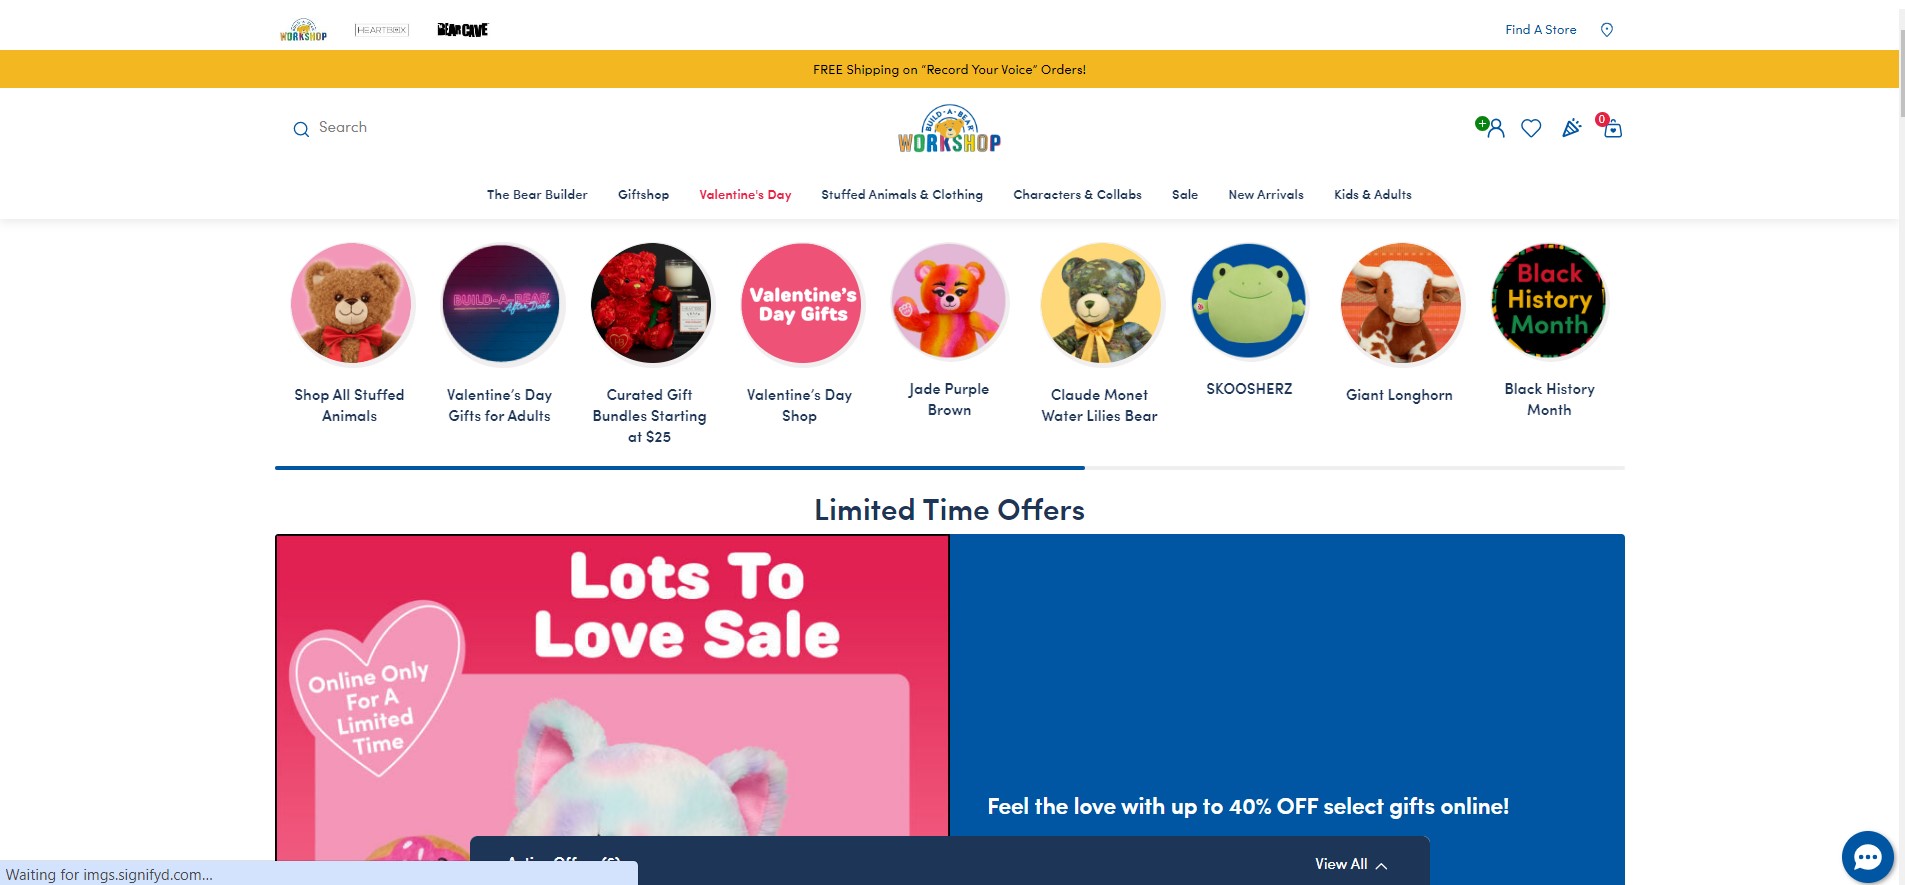 BUILD-A-BEAR
WORKSHOP
HEARTBOX
BEAR CAVE
Find A Store
FREE Shipping on “Record Your Voice” Orders!
Search
BUILD-A-BEAR
WORKSHOP
0
The Bear Builder
Giftshop
Valentine's Day
Stuffed Animals & Clothing
Characters & Collabs
Sale
New Arrivals
Kids & Adults
BUILD-A-BEAR
After Dark
Valentine’s
Day Gifts
Black
History
Month
Shop All Stuffed
Animals
Valentine’s Day
Gifts for Adults
Curated Gift
Bundles Starting
at $25
Valentine’s Day
Shop
Jade Purple
Brown
Claude Monet
Water Lilies Bear
SKOOSHERZ
Giant Longhorn
Black History
Month
Limited Time Offers
Lots To
Love Sale
Online Only
For A
Limited
Time
Feel the love with up to 40% OFF select gifts online!
View All
Waiting for imgs.signifyd.com...